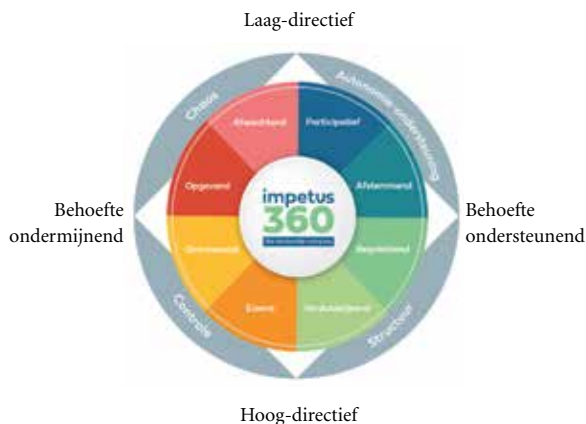 Laag-directief
Chaos
Autonomie-ondersteuning
Afwachtend
Participatief
Opgevend
Afstemmend
impetus
360
Behoefte
ondermijnend
Behoefte
ondersteunend
Begeleidend
Eisend
Verduidelijkend
Controle
Structuur
Hoog-directief